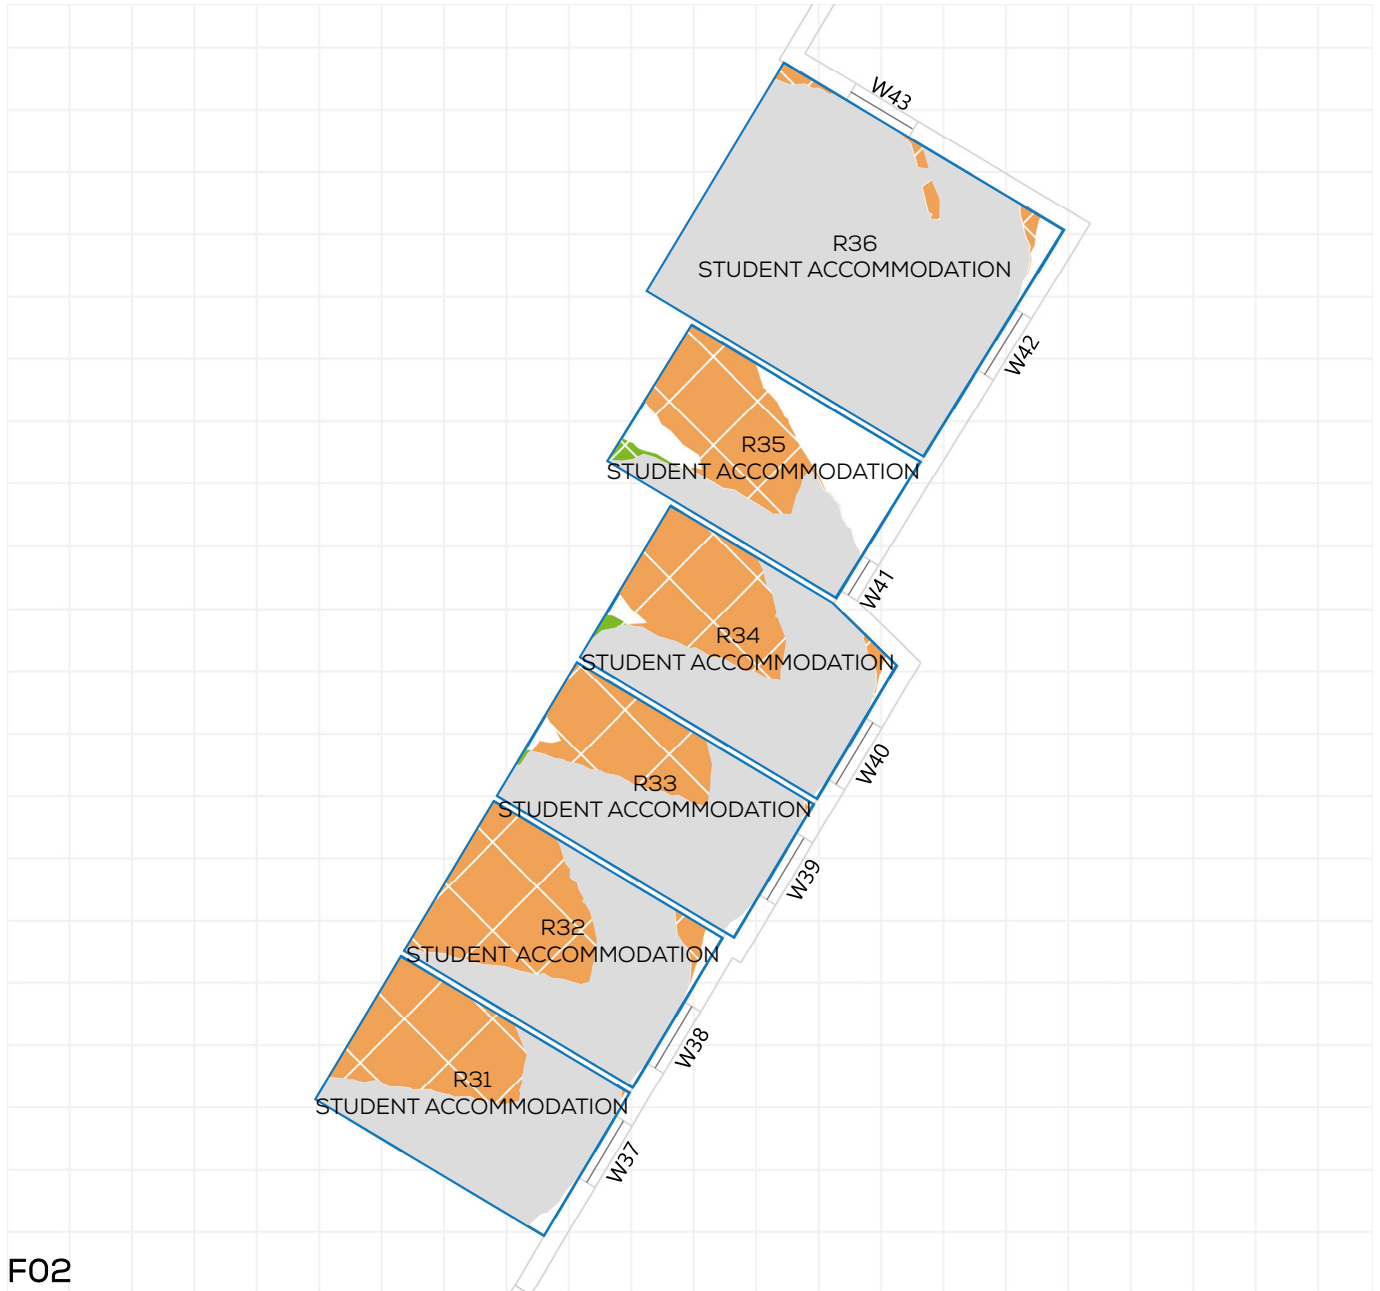 W43
R36
STUDENT ACCOMMODATION
W42
R35
STUDENT ACCOMMODATION
W41
R34
STUDENT ACCOMMODATION
W40
R33
STUDENT ACCOMMODATION
W39
R32
STUDENT ACCOMMODATION
W38
R31
STUDENT ACCOMMODATION
W37
F02